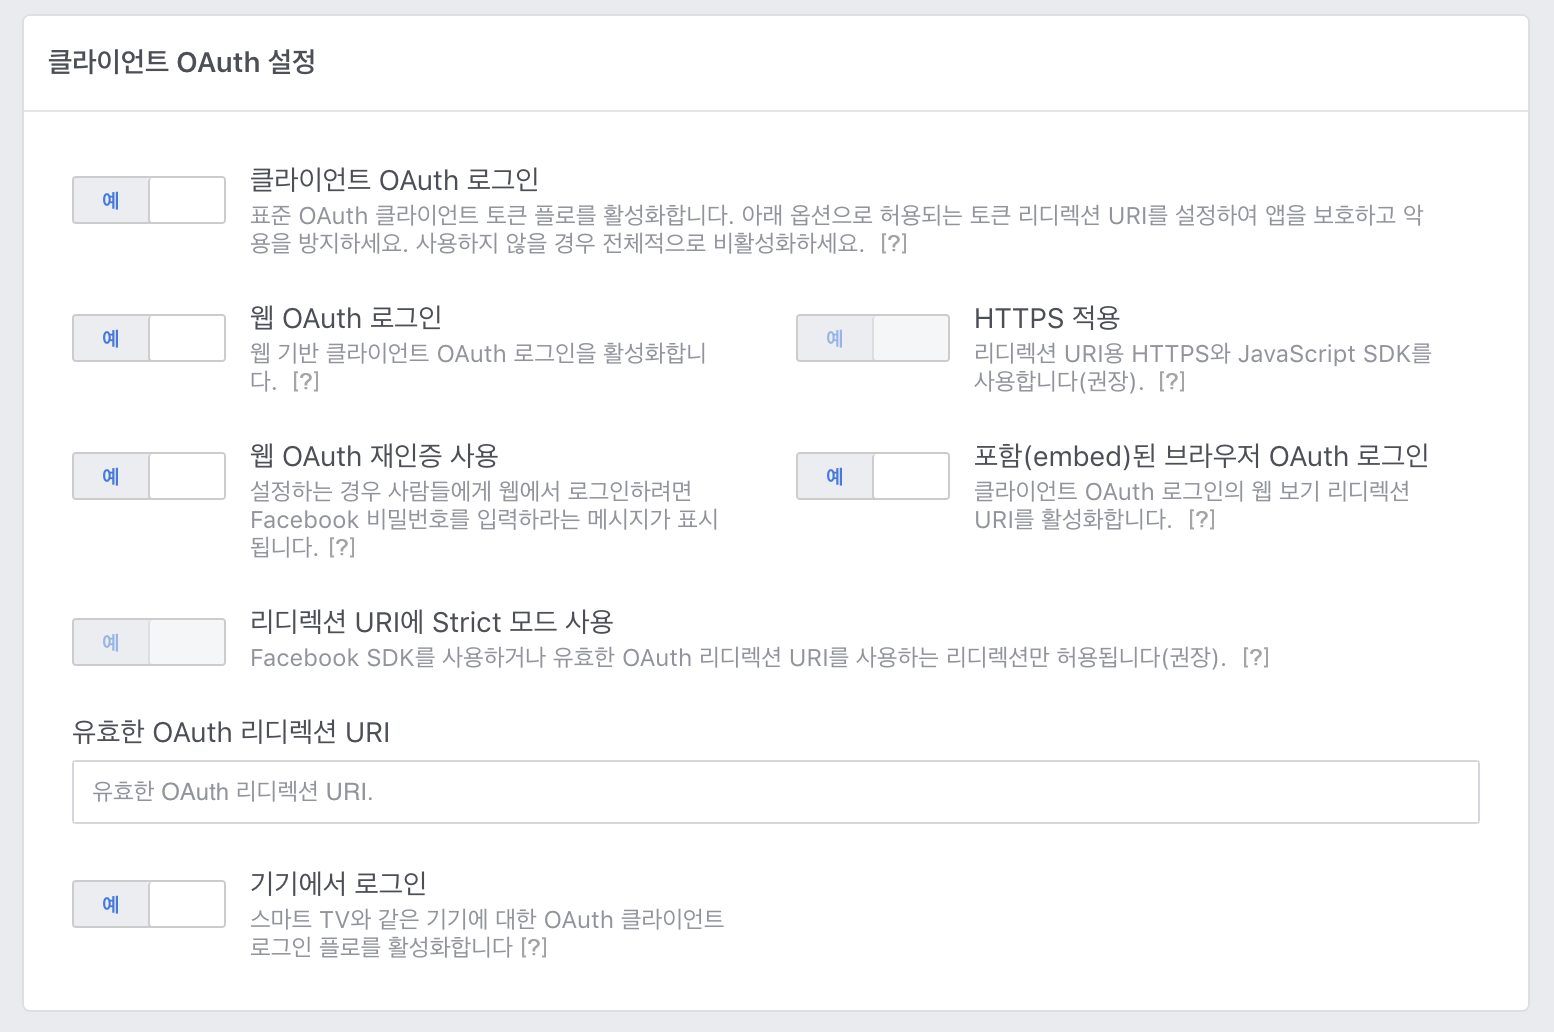 클라이언트 OAuth 설정
예
클라이언트 OAuth 로그인
표준 OAuth 클라이언트 토큰 플로를 활성화합니다. 아래 옵션으로 허용되는 토큰 리디렉션 URI를 설정하여 앱을 보호하고 악
용을 방지하세요. 사용하지 않을 경우 전체적으로 비활성화하세요. [?]
예
웹 OAuth 로그인
웹 기반 클라이언트 OAuth 로그인을 활성화합니
다. [?]
예
HTTPS 적용
리디렉션 URI용 HTTPS와 JavaScript SDK를
사용합니다(권장). [?]
예
웹 OAuth 재인증 사용
설정하는 경우 사람들에게 웹에서 로그인하려면
Facebook 비밀번호를 입력하라는 메시지가 표시
됩니다. [?]
예
포함(embed)된 브라우저 OAuth 로그인
클라이언트 OAuth 로그인의 웹 보기 리디렉션
URI를 활성화합니다. [?]
예
리디렉션 URI에 Strict 모드 사용
Facebook SDK를 사용하거나 유효한 OAuth 리디렉션 URI를 사용하는 리디렉션만 허용됩니다(권장). [?]
유효한 OAuth 리디렉션 URI
유효한 OAuth 리디렉션 URI.
예
기기에서 로그인
스마트 TV와 같은 기기에 대한 OAuth 클라이언트
로그인 플로를 활성화합니다 [?]